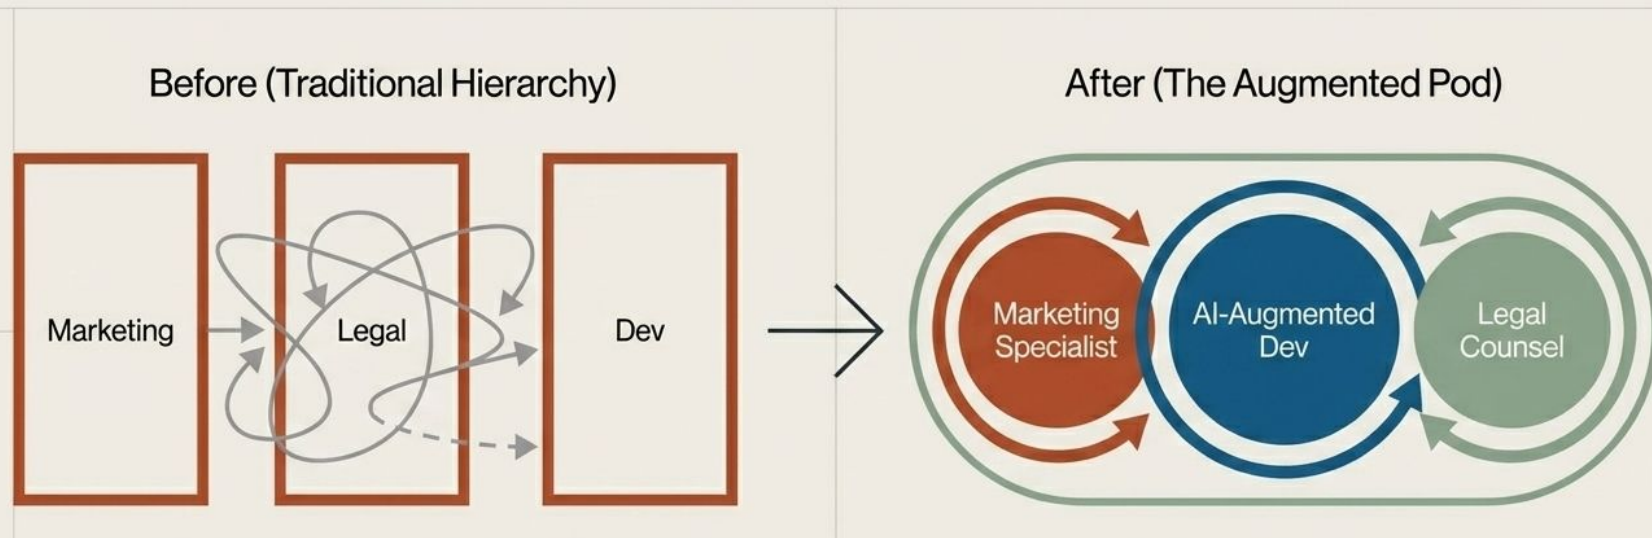 Before (Traditional Hierarchy)
Marketing
Legal
Dev
After (The Augmented Pod)
Marketing
Specialist
AI-Augmented
Dev
Legal
Counsel